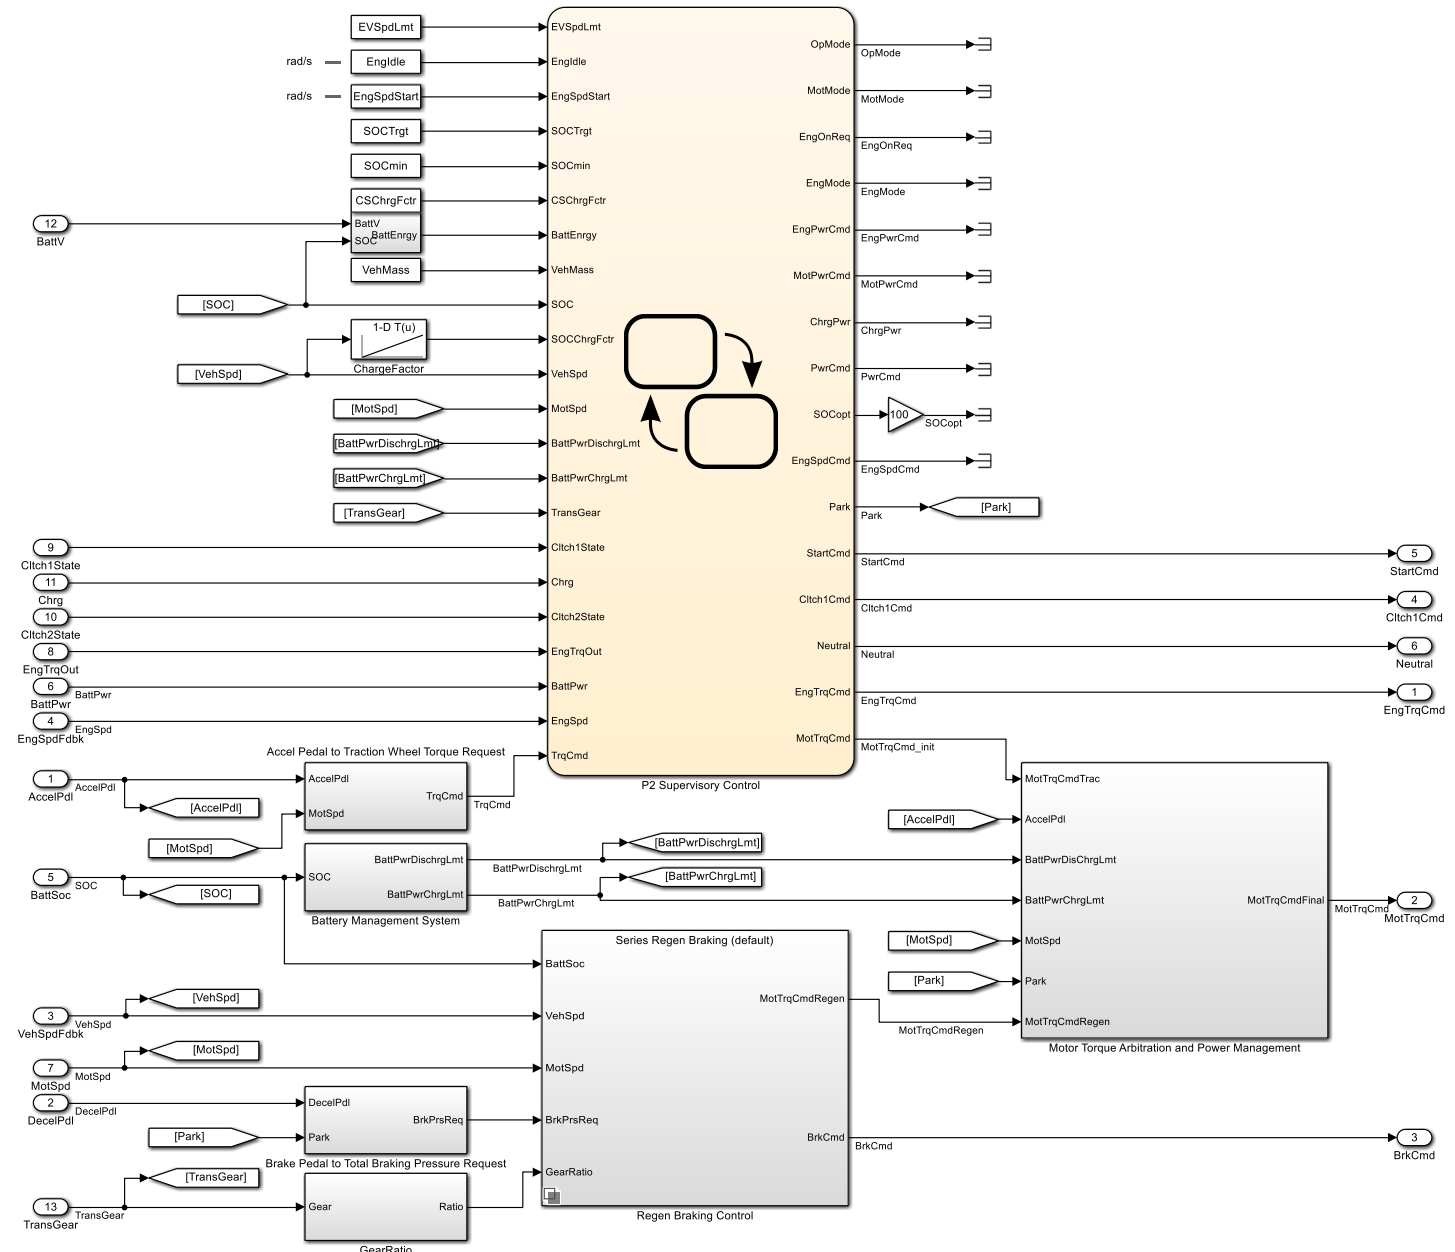 EVSpdLmt
EVSpdLmt
OpMode
OpMode
rad/s
EngIdle
EngIdle
MotMode
MotMode
rad/s
EngSpdStart
EngSpdStart
SOCTrgt
SOCTrgt
EngOnReq
EngOnReq
SOCmin
SOCmin
EngMode
EngMode
CSChrgFctr
CSChrgFctr
12
BattV
BattV
SOC
BattEnrgy
BattEnrgy
EngPwrCmd
EngPwrCmd
VehMass
VehMass
MotPwrCmd
MotPwrCmd
[SOC]
SOC
ChrgPwr
ChrgPwr
1-D T(u)
ChargeFactor
SOCChrgFctr
[VehSpd]
VehSpd
PwrCmd
PwrCmd
[MotSpd]
MotSpd
SOCopt
100
SOCopt
[BattPwrDischrgLmt]
BattPwrDischrgLmt
EngSpdCmd
EngSpdCmd
[BattPwrChrgLmt]
BattPwrChrgLmt
[TransGear]
TransGear
Park
Park
[Park]
9
Cltch1State
Cltch1State
StartCmd
StartCmd
5
StartCmd
11
Chrg
Chrg
Cltch1Cmd
Cltch1Cmd
4
Cltch1Cmd
10
Cltch2State
Cltch2State
8
EngTrqOut
EngTrqOut
Neutral
Neutral
6
Neutral
6
BattPwr
BattPwr
BattPwr
EngTrqCmd
EngTrqCmd
1
EngTrqCmd
4
EngSpdFdbk
EngSpd
EngSpd
MotTrqCmd
MotTrqCmd_init
TrqCmd
P2 Supervisory Control
Accel Pedal to Traction Wheel Torque Request
1
AccelPdl
AccelPdl
[AccelPdl]
[MotSpd]
AccelPdl
MotSpd
TrqCmd
TrqCmd
5
BattSoc
SOC
[SOC]
SOC
BattPwrDischrgLmt
BattPwrChrgLmt
Battery Management System
BattPwrDischrgLmt
[BattPwrDischrgLmt]
BattPwrChrgLmt
[BattPwrChrgLmt]
MotTrqCmdTrac
[AccelPdl]
AccelPdl
BattPwrDisChrgLmt
BattPwrChrgLmt
[MotSpd]
MotSpd
[Park]
Park
MotTrqCmdRegen
MotTrqCmdFinal
MotTrqCmd
2
MotTrqCmd
Motor Torque Arbitration and Power Management
Series Regen Braking (default)
BattSoc
VehSpd
MotSpd
BrkPrsReq
GearRatio
MotTrqCmdRegen
MotTrqCmdRegen
BrkCmd
BrkCmd
3
BrkCmd
Regen Braking Control
3
VehSpdFdbk
VehSpd
[VehSpd]
7
MotSpd
MotSpd
[MotSpd]
2
DecelPdl
DecelPdl
[Park]
DecelPdl
Park
BrkPrsReq
Brake Pedal to Total Braking Pressure Request
13
TransGear
TransGear
[TransGear]
Gear
Ratio
GearRatio